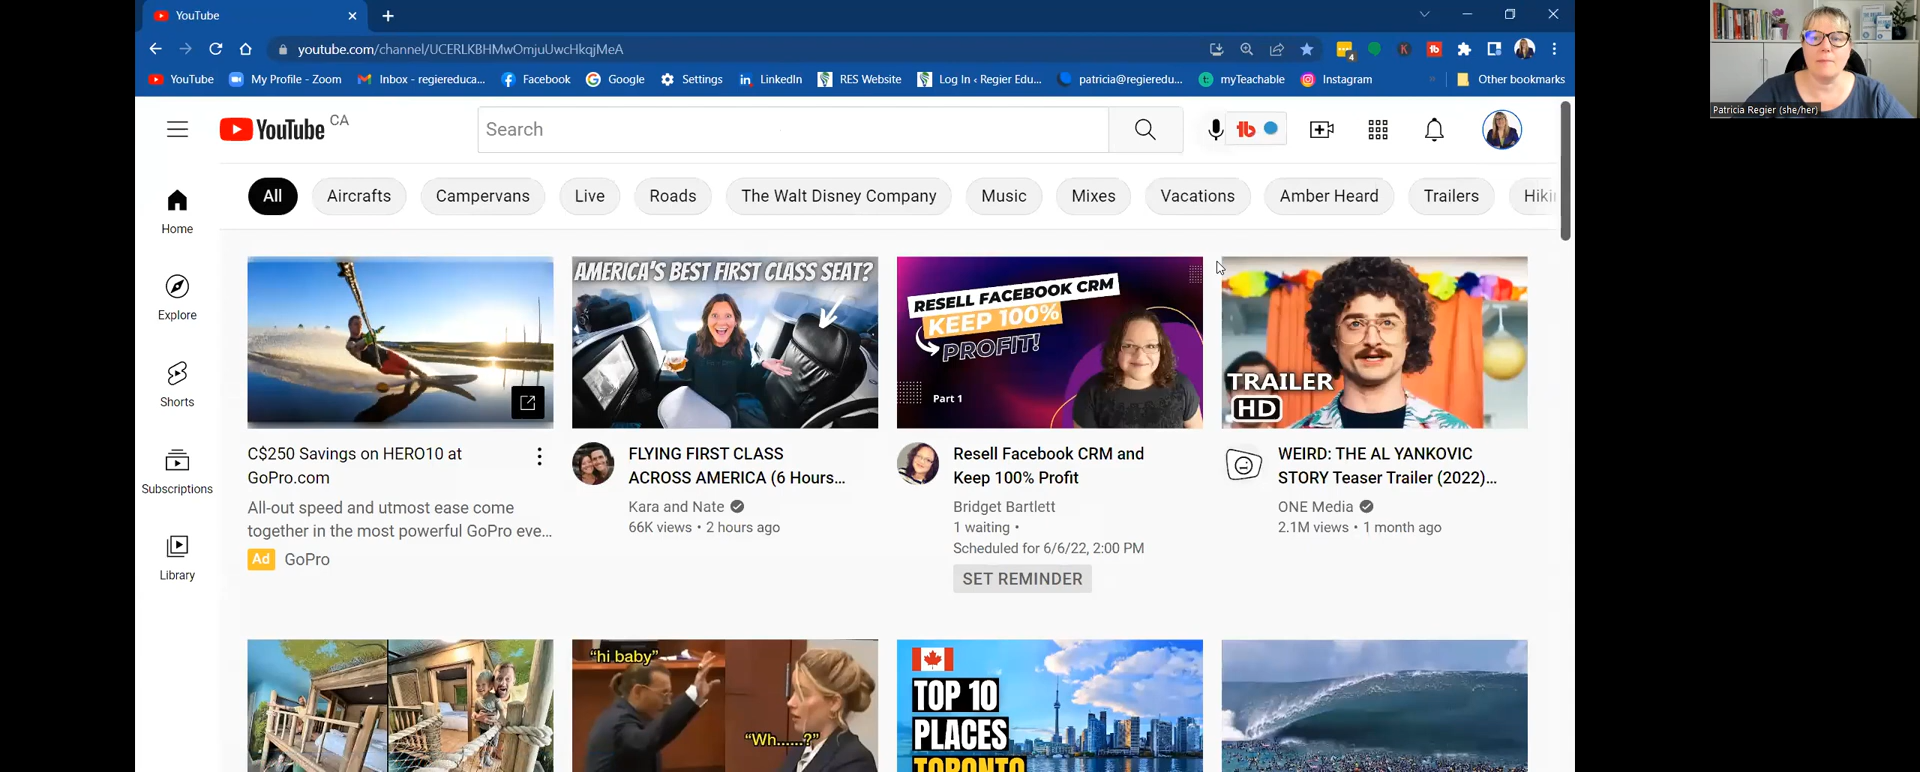 YouTube
youtube.com/channel/UCERLKBHMwOmjuUwcHkqjMeA
4
K
tb
YouTube
My Profile - Zoom
Inbox - regiereduca...
Facebook
Google
Settings
LinkedIn
RES Website
Log In ‹ Regier Edu...
patricia@regieredu...
myTeachable
Instagram
Other bookmarks
Patricia Regier (she/her)
YouTube CA
Search
tb
All
Aircrafts
Campervans
Live
Roads
The Walt Disney Company
Music
Mixes
Vacations
Amber Heard
Trailers
Home
Explore
Shorts
Subscriptions
Library
AMERICA'S BEST FIRST CLASS SEAT?
RESELL FACEBOOK CRM
KEEP 100%
PROFIT!
Part 1
TRAILER
HD
C$250 Savings on HERO10 at
GoPro.com
All-out speed and utmost ease come
together in the most powerful GoPro eve...
Ad GoPro
FLYING FIRST CLASS
ACROSS AMERICA (6 Hours...
Kara and Nate
66K views • 2 hours ago
Resell Facebook CRM and
Keep 100% Profit
Bridget Bartlett
1 waiting •
Scheduled for 6/6/22, 2:00 PM
SET REMINDER
WEIRD: THE AL YANKOVIC
STORY Teaser Trailer (2022)...
ONE Media
2.1M views • 1 month ago
"hi baby"
"Wh......?"
TOP 10
PLACES
TORONTO